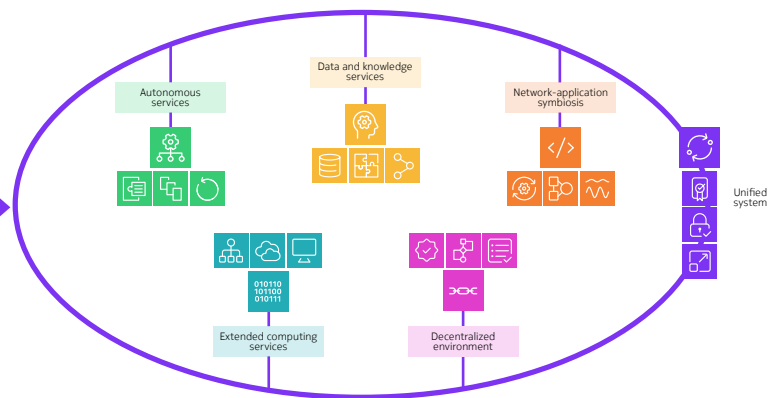 Data and knowledge
services
Autonomous
services
Network-application
symbiosis
</>
Unified
system
010110
101100
010111
Extended computing
services
Decentralized
environment